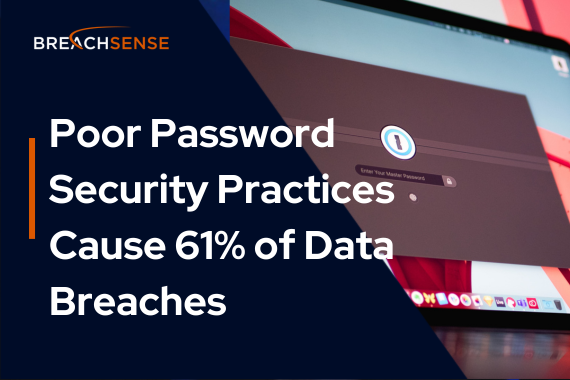 BREACHSENSE
Poor Password
Security Practices
Cause 61% of Data
Breaches
Enter Your Master Password